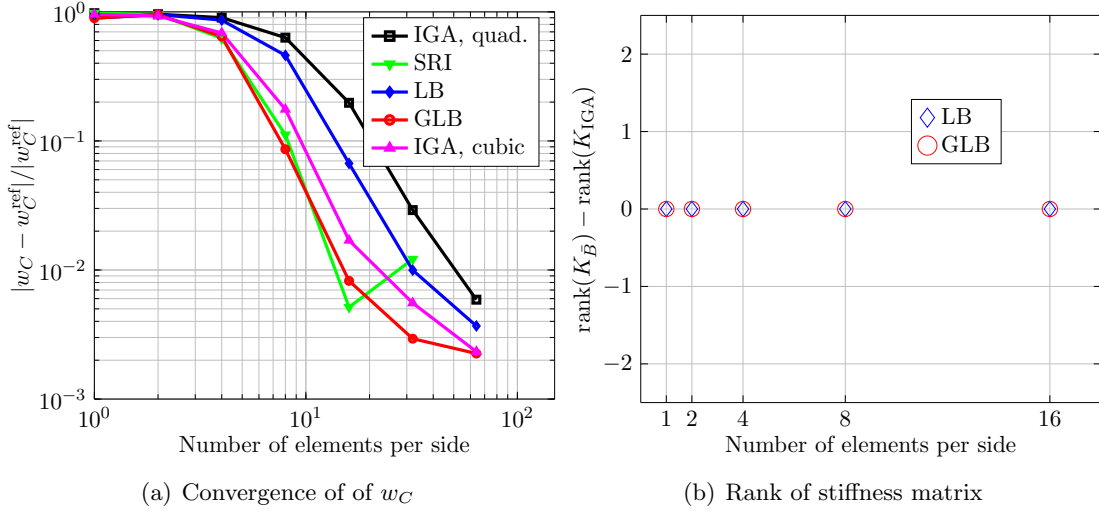 |w_C − w_C^ref|/|w_C^ref|
10^0
10^−1
10^−2
10^−3
IGA, quad.
SRI
LB
GLB
IGA, cubic
10^0 10^1 10^2
Number of elements per side
(a) Convergence of of w_C
rank(K_B̄) − rank(K_IGA)
2
1
0
−1
−2
LB
GLB
1 2 4 8 16
Number of elements per side
(b) Rank of stiffness matrix